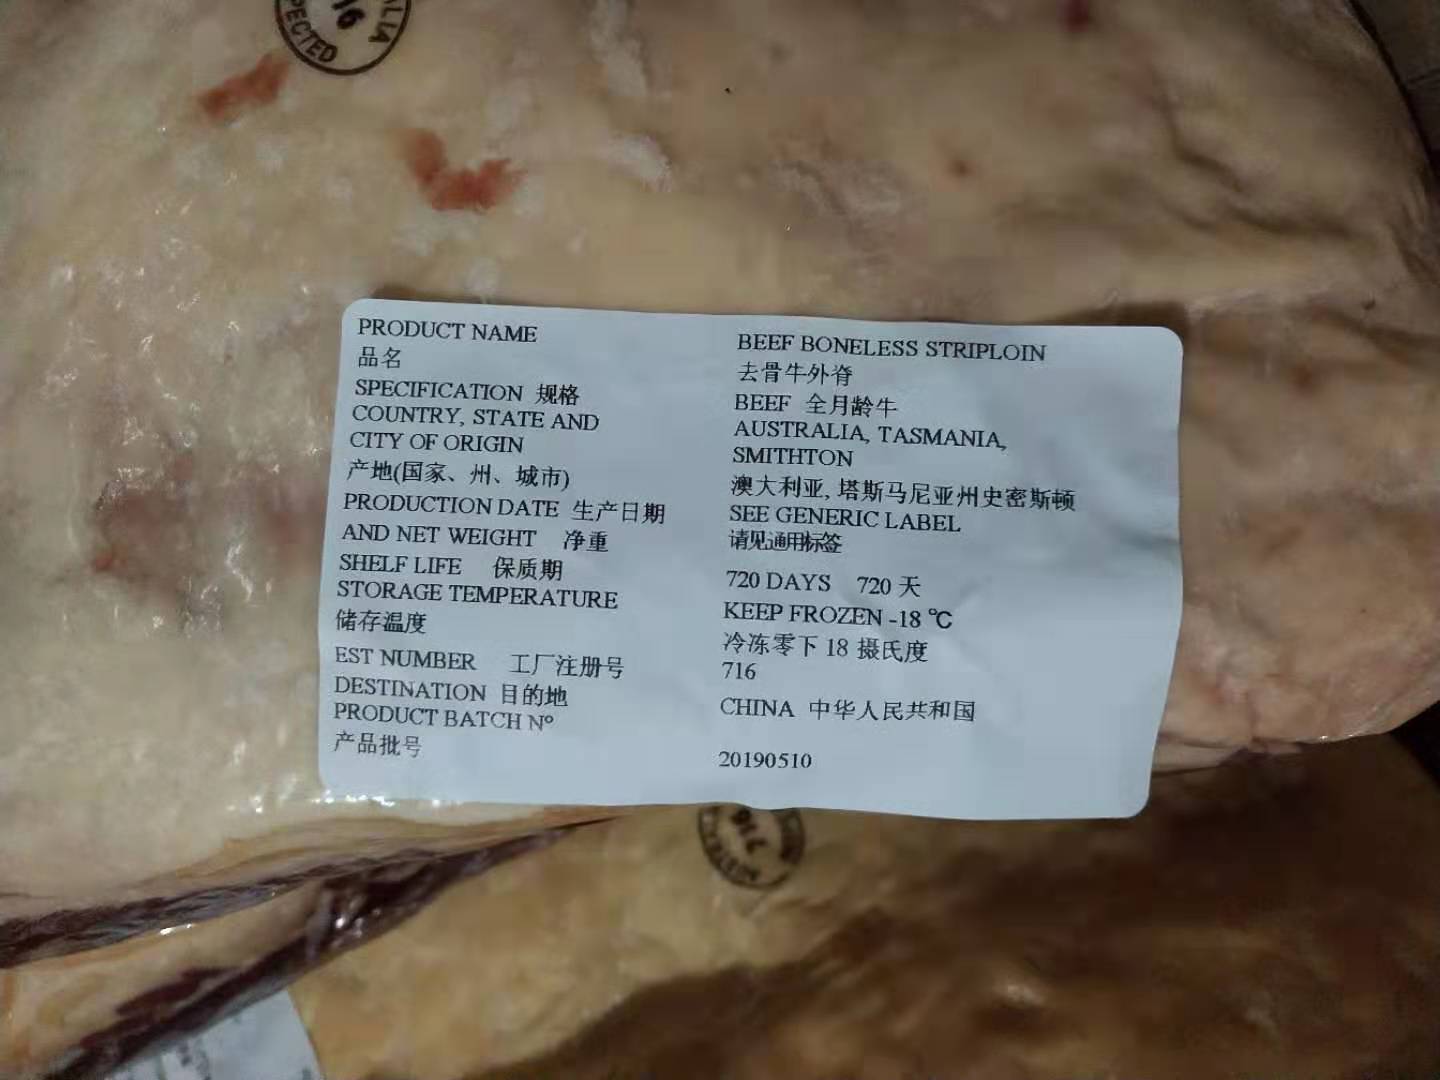 ALIA
16
PECTED
PRODUCT NAME
品名
SPECIFICATION 规格
COUNTRY, STATE AND
CITY OF ORIGIN
产地(国家、州、城市)
PRODUCTION DATE 生产日期
AND NET WEIGHT 净重
SHELF LIFE 保质期
STORAGE TEMPERATURE
储存温度
EST NUMBER 工厂注册号
DESTINATION 目的地
PRODUCT BATCH Nº
产品批号
BEEF BONELESS STRIPLOIN
去骨牛外脊
BEEF 全月龄牛
AUSTRALIA, TASMANIA,
SMITHTON
澳大利亚, 塔斯马尼亚州史密斯顿
SEE GENERIC LABEL
请见通用标签
720 DAYS 720 天
KEEP FROZEN -18 ℃
冷冻零下 18 摄氏度
716
CHINA 中华人民共和国
20190510
716